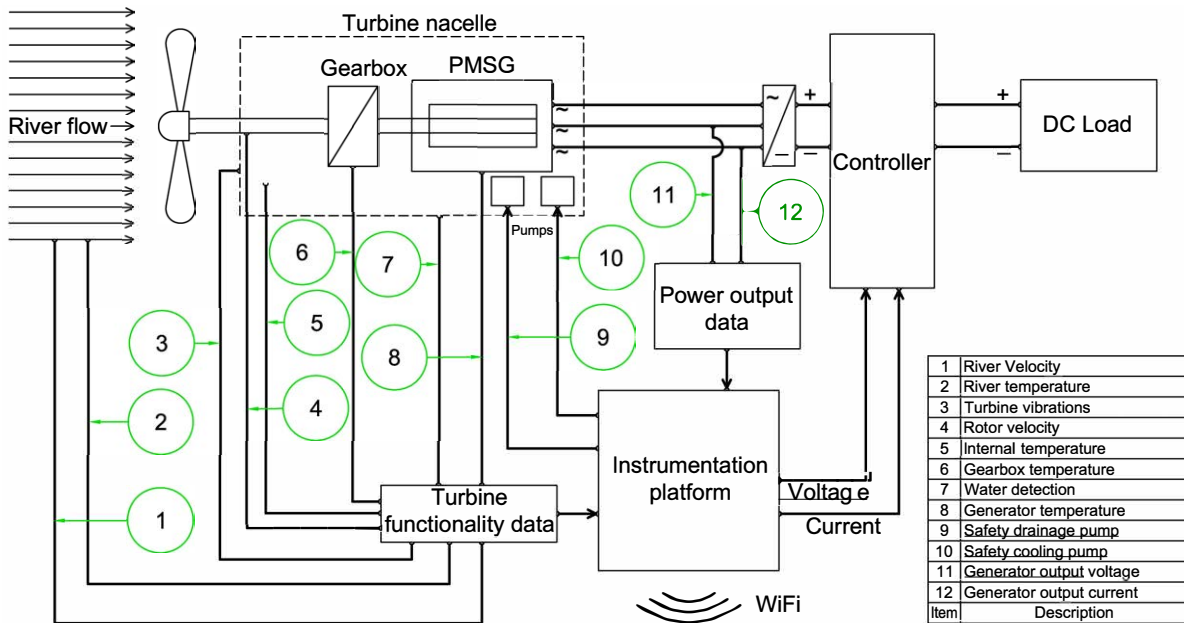 Turbine nacelle
Gearbox
PMSG
River flow
~
~
~
~
+
−
−
Controller
+
−
DC Load
Pumps
11
12
6
7
10
Power output
data
3
5
8
9
4
2
1
Turbine
functionality data
Instrumentation
platform
Voltag e
Current
WiFi
1 River Velocity
2 River temperature
3 Turbine vibrations
4 Rotor velocity
5 Internal temperature
6 Gearbox temperature
7 Water detection
8 Generator temperature
9 Safety drainage pump
10 Safety cooling pump
11 Generator output voltage
12 Generator output current
Item Description